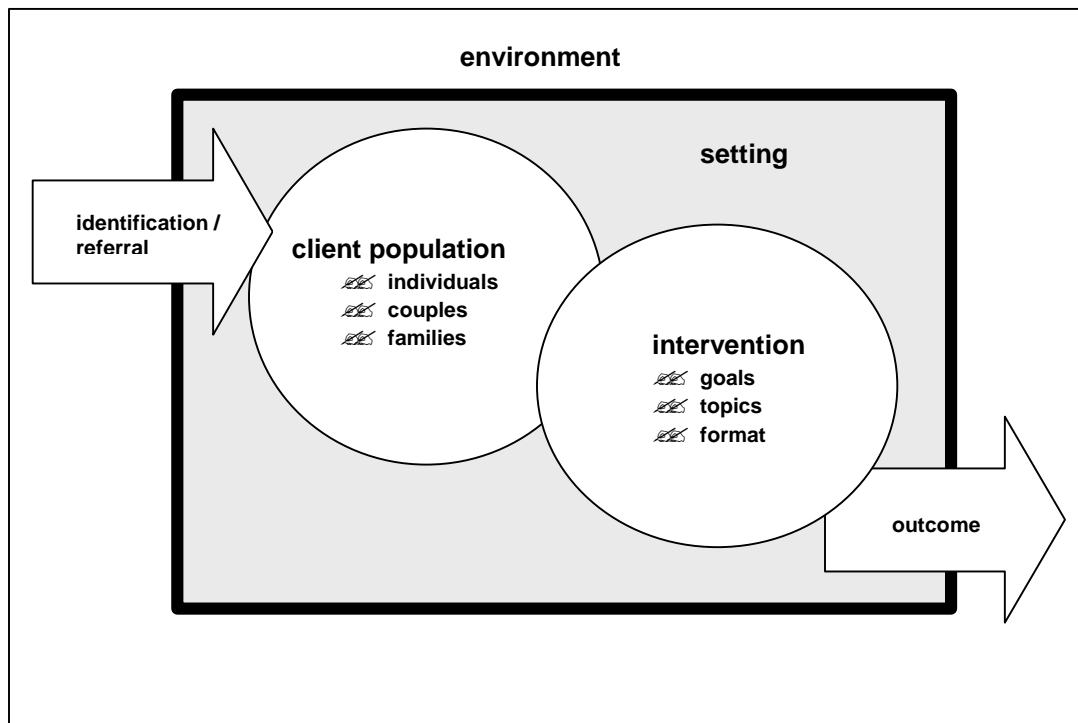 environment
setting
identification /
referral
client population
individuals
couples
families
intervention
goals
topics
format
outcome